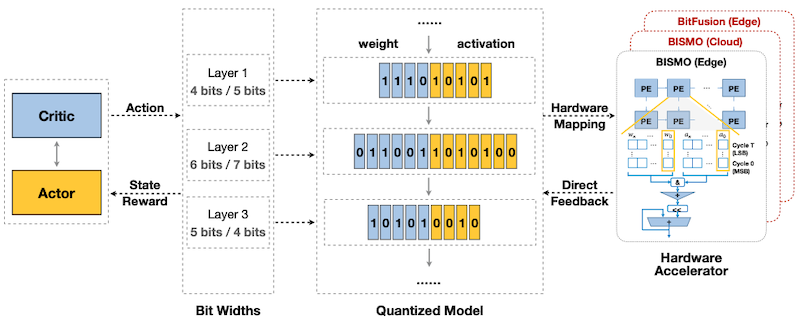 BitFusion (Edge)
BISMO (Cloud)
BISMO (Edge)
......
weight activation
Layer 1
4 bits / 5 bits
1 1 1 0 1 0 1 0 1
PE PE ... PE
Critic
Action
Hardware
Mapping
PE PE PE
Layer 2
6 bits / 7 bits
0 1 1 0 0 1 1 0 1 0 1 0 0
wₙ ... w₀ aₙ ... a₀
Cycle T
(LSB)
Cycle 0
(MSB)
Actor
State
Reward
Direct
Feedback
&
+
<<
+
Layer 3
5 bits / 4 bits
1 0 1 0 1 0 0 1 0
......
Hardware
Accelerator
Bit Widths
Quantized Model